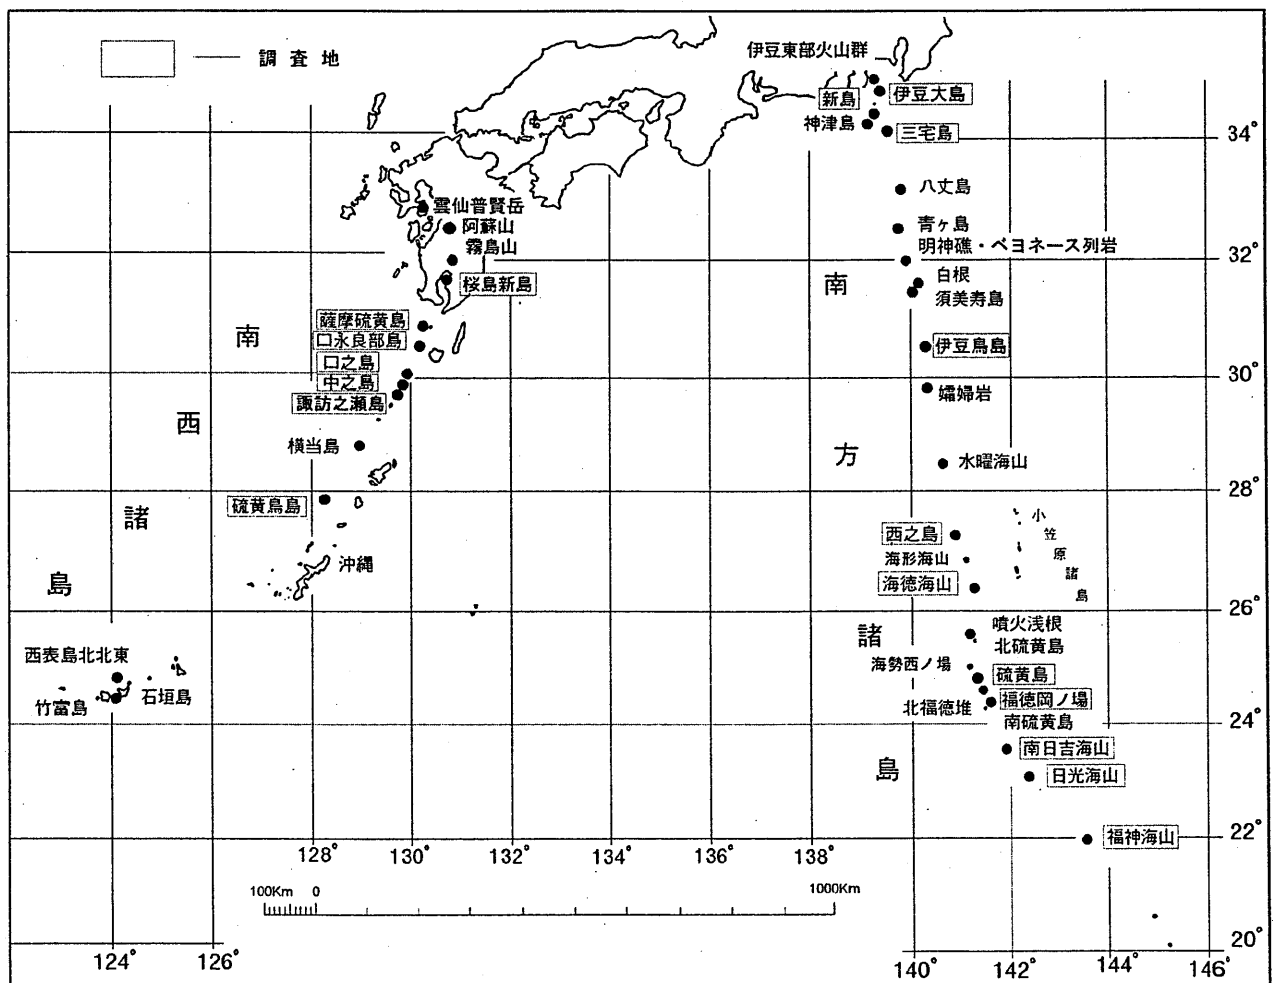 調査地
伊豆東部火山群
新島
伊豆大島
神津島
三宅島
34°
八丈島
青ヶ島
明神礁・ベヨネース列岩
32°
白根
須美寿島
伊豆鳥島
30°
孀婦岩
水曜海山
28°
雲仙普賢岳
阿蘇山
霧島山
桜島新島
薩摩硫黄島
口永良部島
口之島
中之島
諏訪之瀬島
横当島
硫黄鳥島
沖縄
南
西
諸
島
西表島北北東
竹富島
石垣島
南
方
諸
島
小
笠
原
諸
島
西之島
海形海山
海徳海山
26°
噴火浅根
北硫黄島
海勢西ノ場
硫黄島
北福徳堆
福徳岡ノ場
南硫黄島
24°
南日吉海山
日光海山
福神海山
22°
128° 130° 132° 134° 136° 138°
100Km 0 1000Km
20°
124° 126° 140° 142° 144° 146°